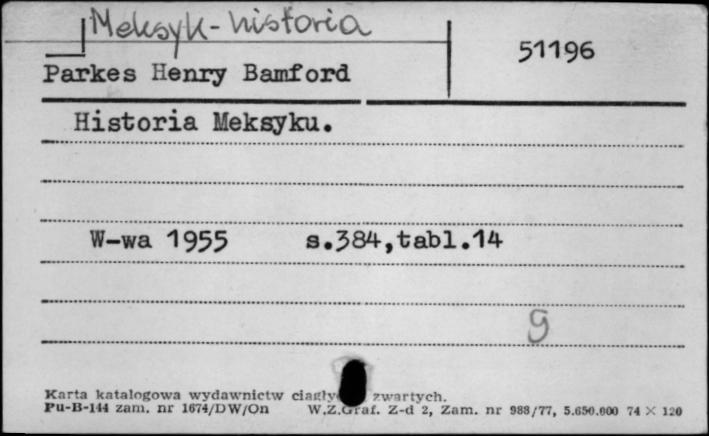 Meksyk - historia
51196
Parkes Henry Bamford
Historia Meksyku.
W-wa 1955 s.384,tabl.14
9
Karta katalogowa wydawnictw zwartych.
Pu-B-144 zam. nr 1674/DW/On W.Z.Graf. Z-d 2, Zam. nr 988/77, 5.650.000 74 × 120